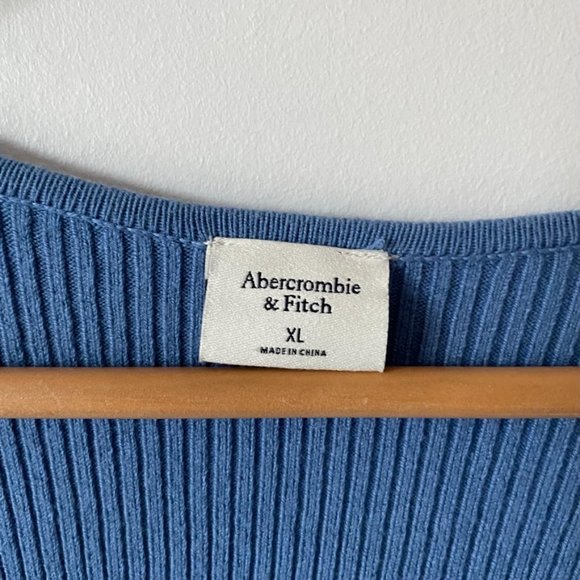 Abercrombie
& Fitch
XL
MADE IN CHINA